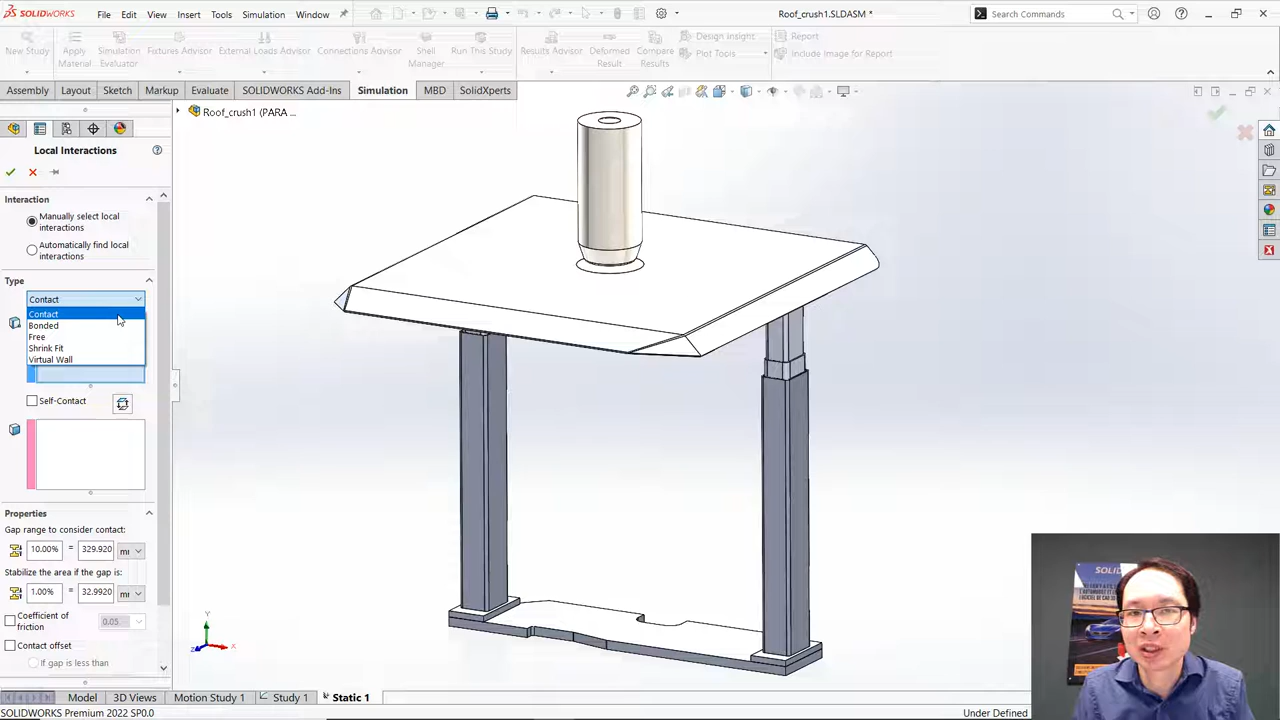 SOLIDWORKS File Edit View Insert Tools Simulation Window Roof_crush1.SLDASM * Search Commands
New Study Apply Material Simulation Evaluator Fixtures Advisor External Loads Advisor Connections Advisor Shell Manager Run This Study Results Advisor Deformed Result Compare Results Design Insight Plot Tools Report Include Image for Report
Assembly Layout Sketch Markup Evaluate SOLIDWORKS Add-Ins Simulation MBD SolidXperts
Roof_crush1 (PARA ...
Local Interactions
Interaction
Manually select local
interactions
Automatically find local
interactions
Type
Contact
Contact
Bonded
Free
Shrink Fit
Virtual Wall
Self-Contact
Properties
Gap range to consider contact:
10.00% = 329.920
Stabilize the area if the gap is:
1.00% = 32.9920
Coefficient of
friction 0.05
Contact offset
If gap is less than
Y
X
Z
SOLID
Model 3D Views Motion Study 1 Study 1 Static 1
SOLIDWORKS Premium 2022 SP0.0 Under Defined